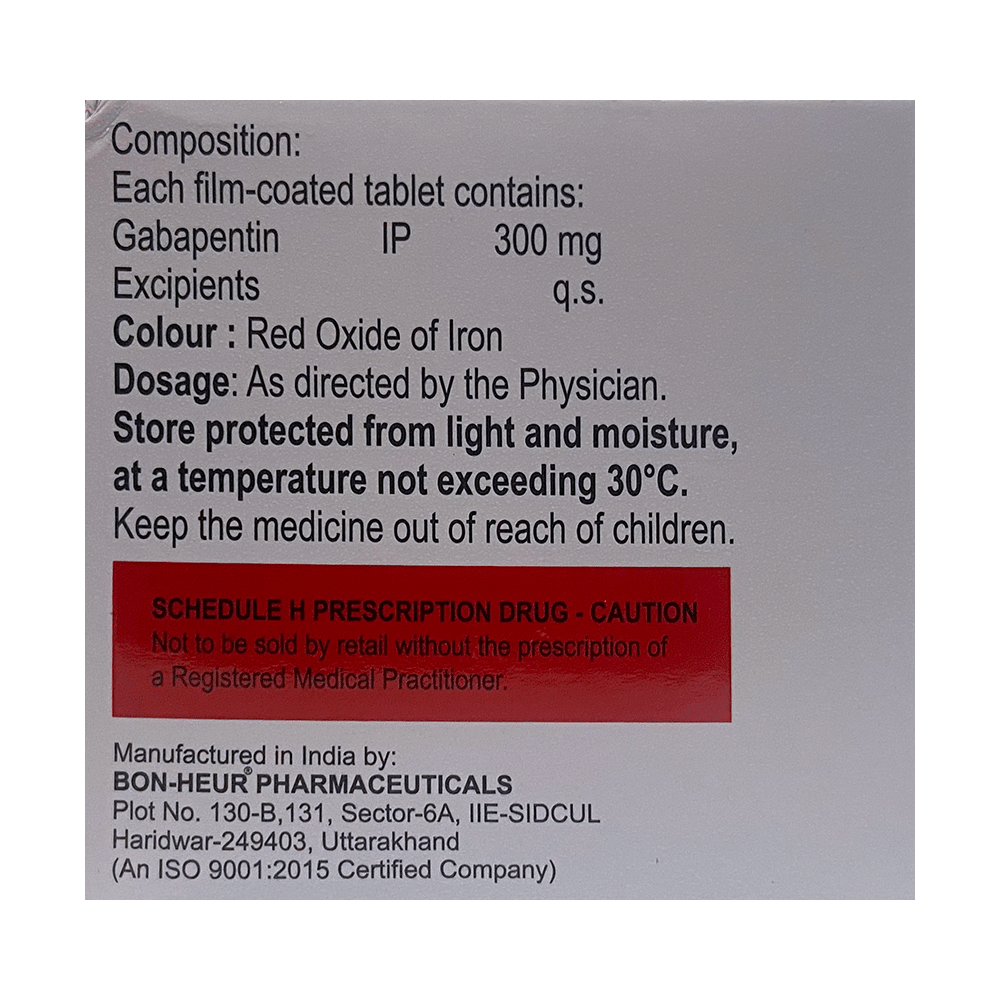 Composition:
Each film-coated tablet contains:
Gabapentin IP 300 mg
Excipients q.s.
Colour : Red Oxide of Iron
Dosage: As directed by the Physician.
Store protected from light and moisture,
at a temperature not exceeding 30°C.
Keep the medicine out of reach of children.
SCHEDULE H PRESCRIPTION DRUG - CAUTION
Not to be sold by retail without the prescription of
a Registered Medical Practitioner.
Manufactured in India by:
BON-HEUR® PHARMACEUTICALS
Plot No. 130-B,131, Sector-6A, IIE-SIDCUL
Haridwar-249403, Uttarakhand
(An ISO 9001:2015 Certified Company)